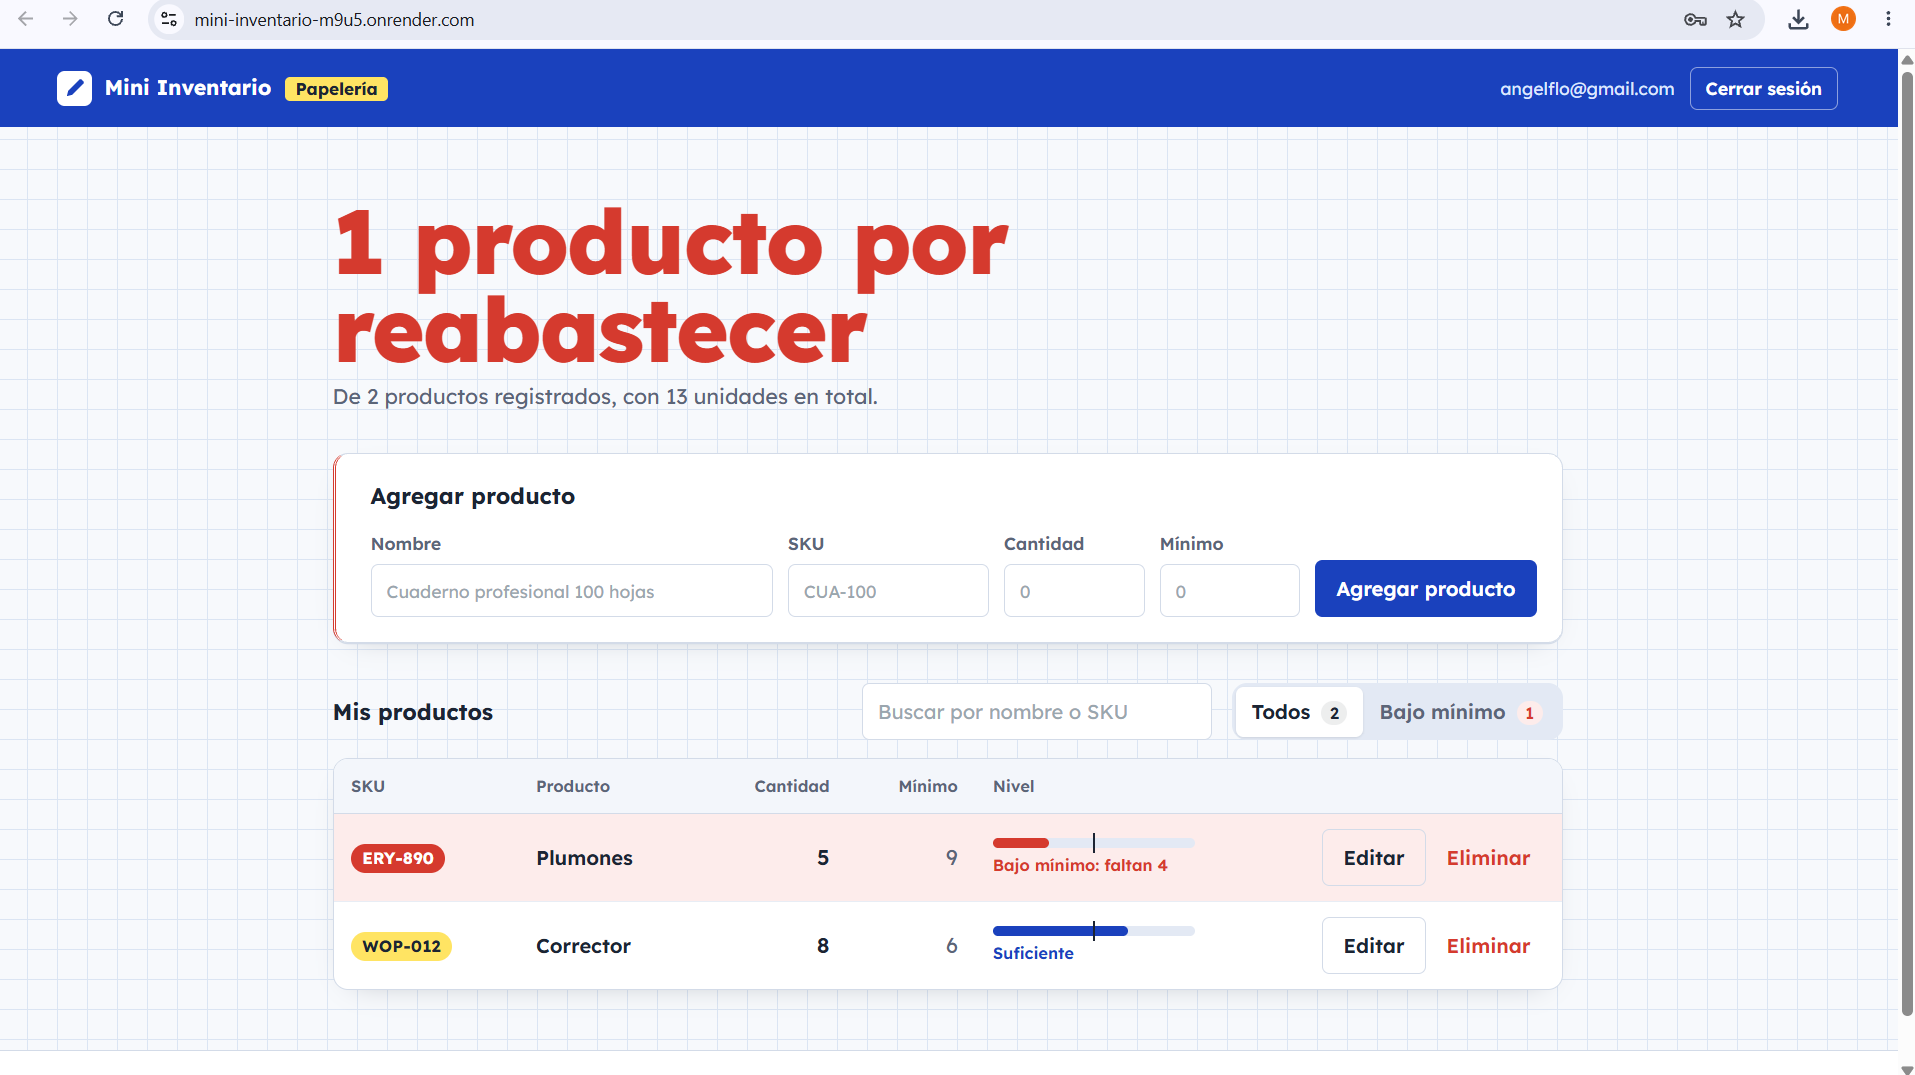 mini-inventario-m9u5.onrender.com
M
Mini Inventario Papelería
angelflo@gmail.com Cerrar sesión
1 producto por
reabastecer
De 2 productos registrados, con 13 unidades en total.
Agregar producto
Nombre SKU Cantidad Mínimo
Cuaderno profesional 100 hojas CUA-100 0 0 Agregar producto
Mis productos Buscar por nombre o SKU Todos 2 Bajo mínimo 1
SKU Producto Cantidad Mínimo Nivel
ERY-890 Plumones 5 9 Bajo mínimo: faltan 4 Editar Eliminar
WOP-012 Corrector 8 6 Suficiente Editar Eliminar